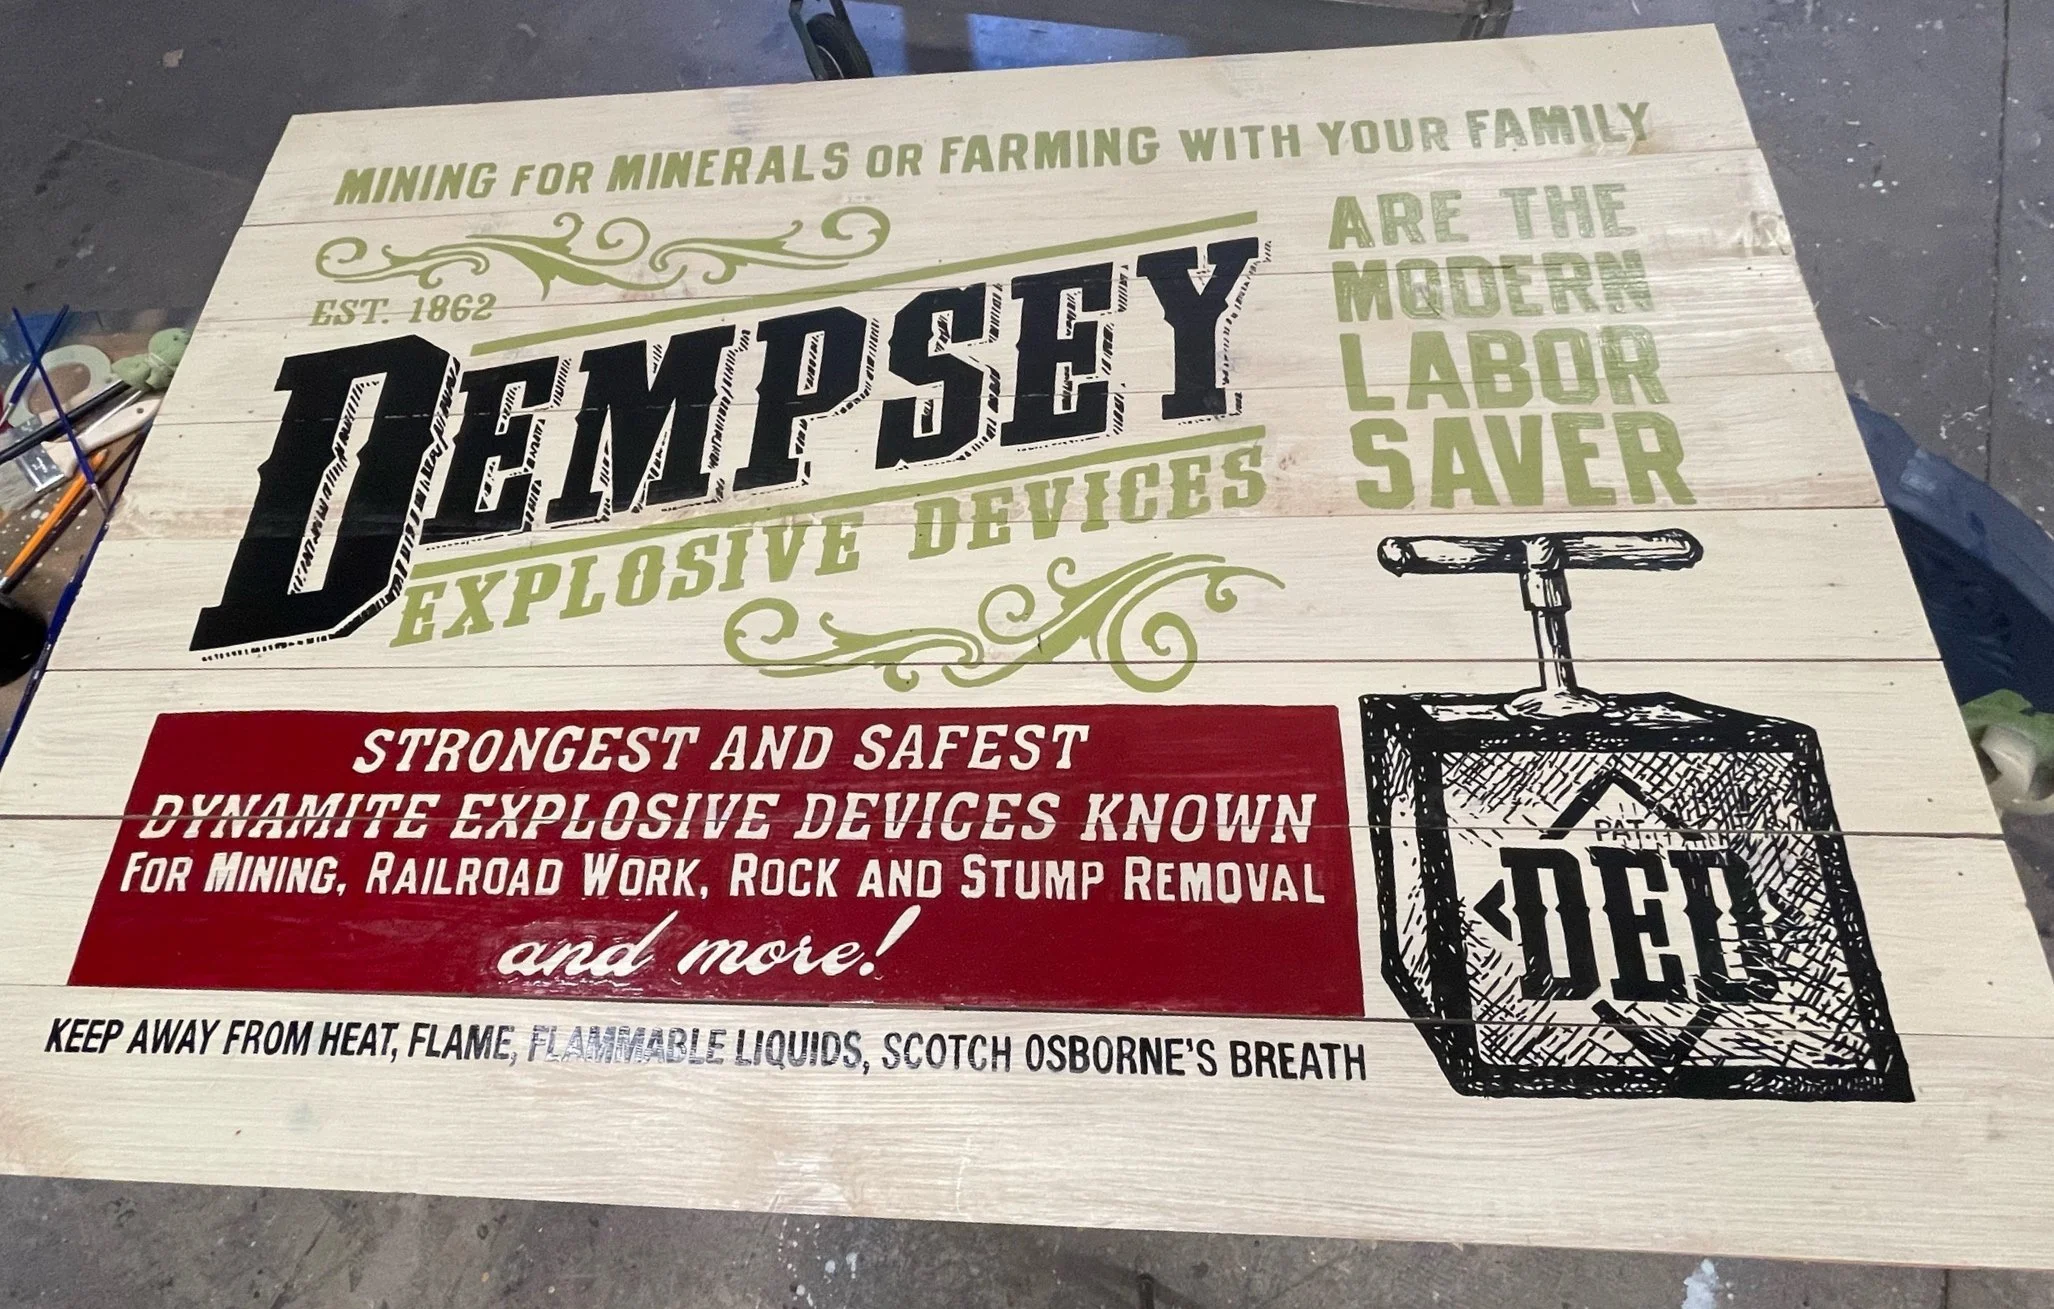 MINING FOR MINERALS OR FARMING WITH YOUR FAMILY
EST. 1862
DEMPSEY
EXPLOSIVE DEVICES
ARE THE
MODERN
LABOR
SAVER
STRONGEST AND SAFEST
DYNAMITE EXPLOSIVE DEVICES KNOWN
FOR MINING, RAILROAD WORK, ROCK AND STUMP REMOVAL
and more!
PAT.
DED
KEEP AWAY FROM HEAT, FLAME, FLAMMABLE LIQUIDS, SCOTCH OSBORNE'S BREATH